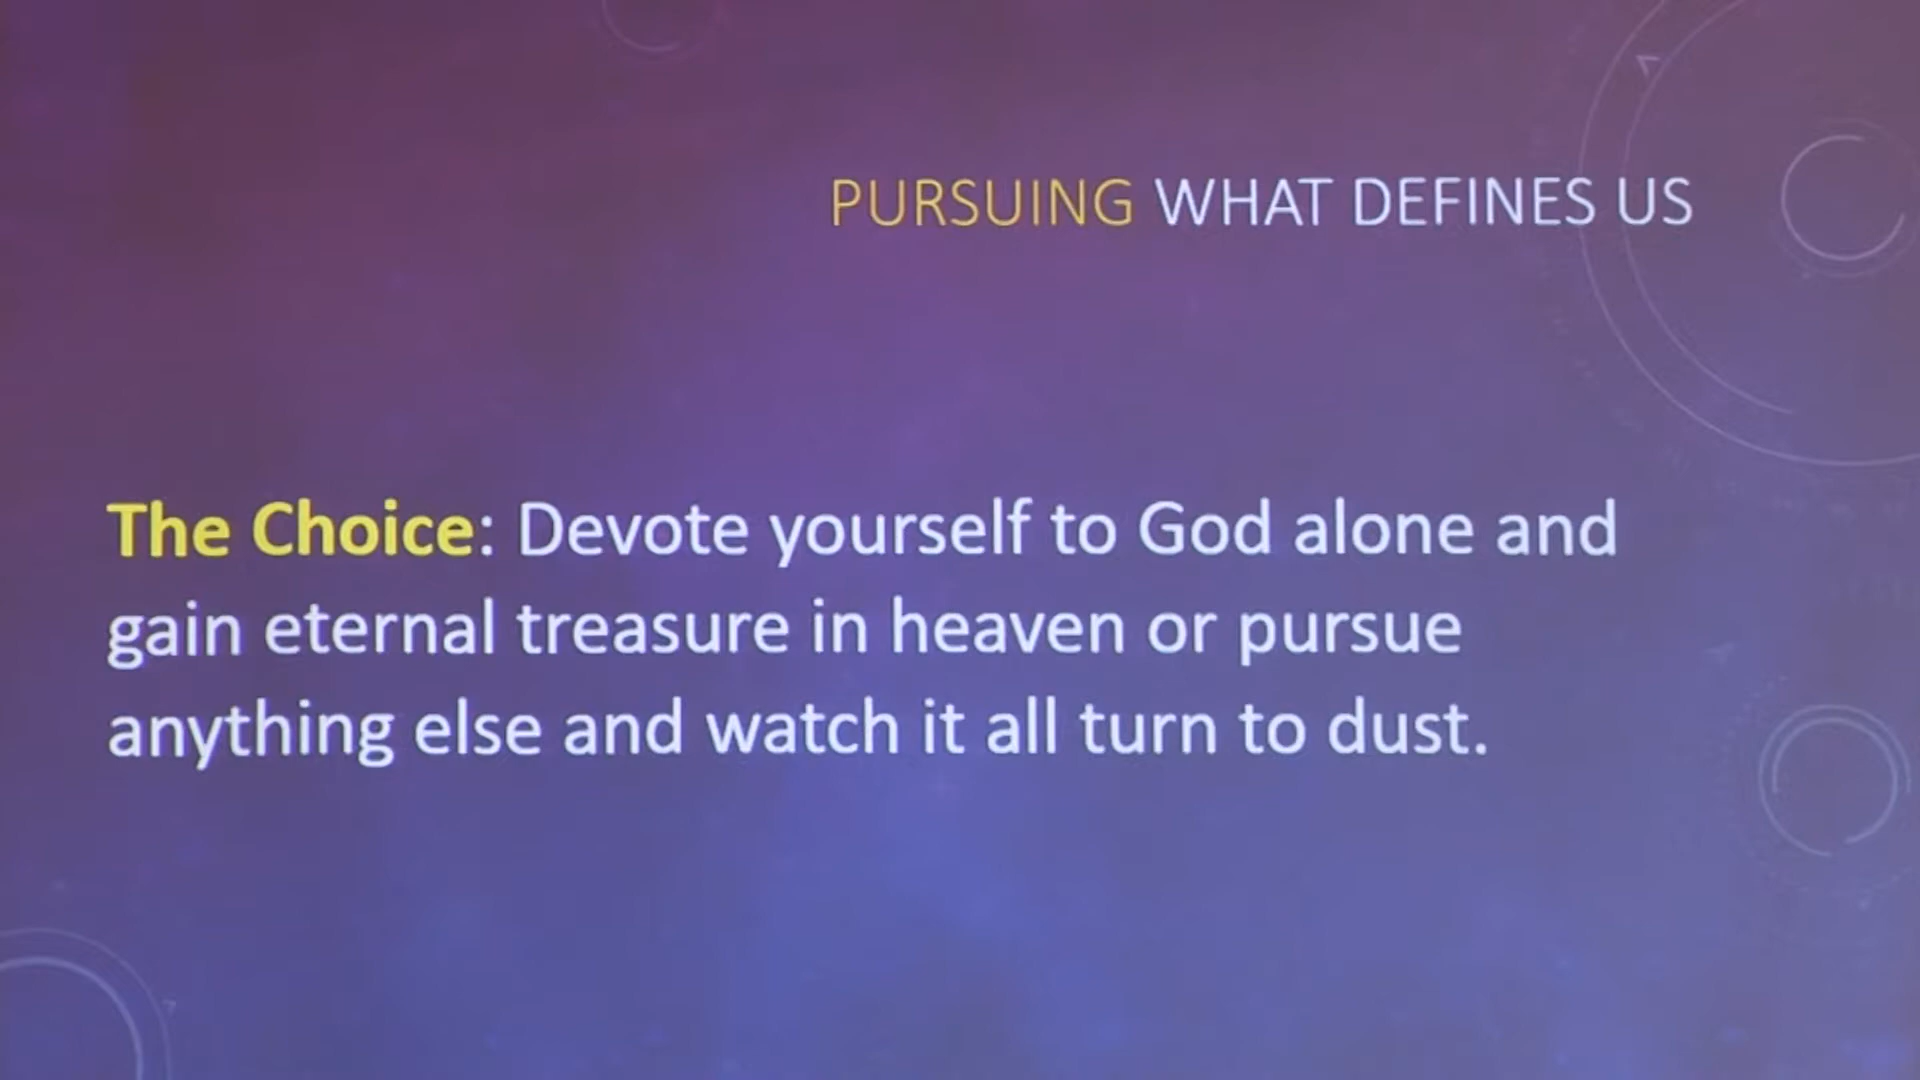 PURSUING WHAT DEFINES US
The Choice: Devote yourself to God alone and
gain eternal treasure in heaven or pursue
anything else and watch it all turn to dust.